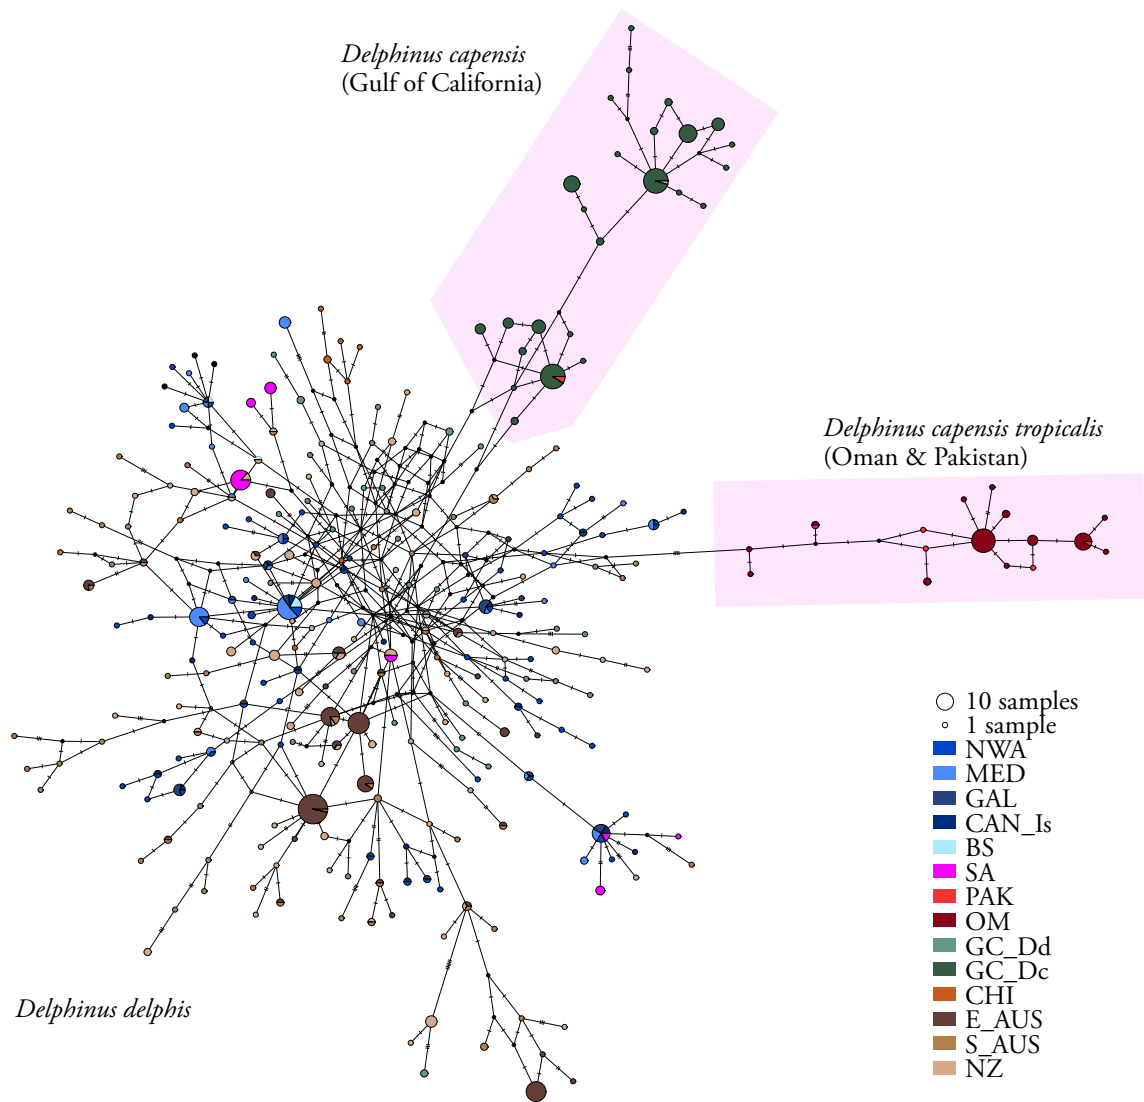 Delphinus capensis
(Gulf of California)
Delphinus capensis tropicalis
(Oman & Pakistan)
10 samples
1 sample
NWA
MED
GAL
CAN_Is
BS
SA
PAK
OM
GC_Dd
GC_Dc
CHI
E_AUS
S_AUS
NZ
Delphinus delphis